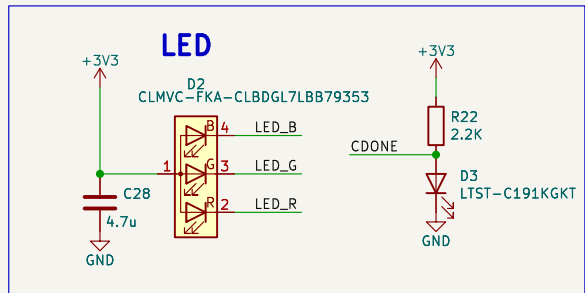 LED
+3V3
D2
CLMVC-FKA-CLBDGL7LBB79353
B
4
LED_B
1
G
3
LED_G
R
2
LED_R
C28
4.7u
GND
+3V3
R22
2.2K
CDONE
D3
LTST-C191KGKT
GND